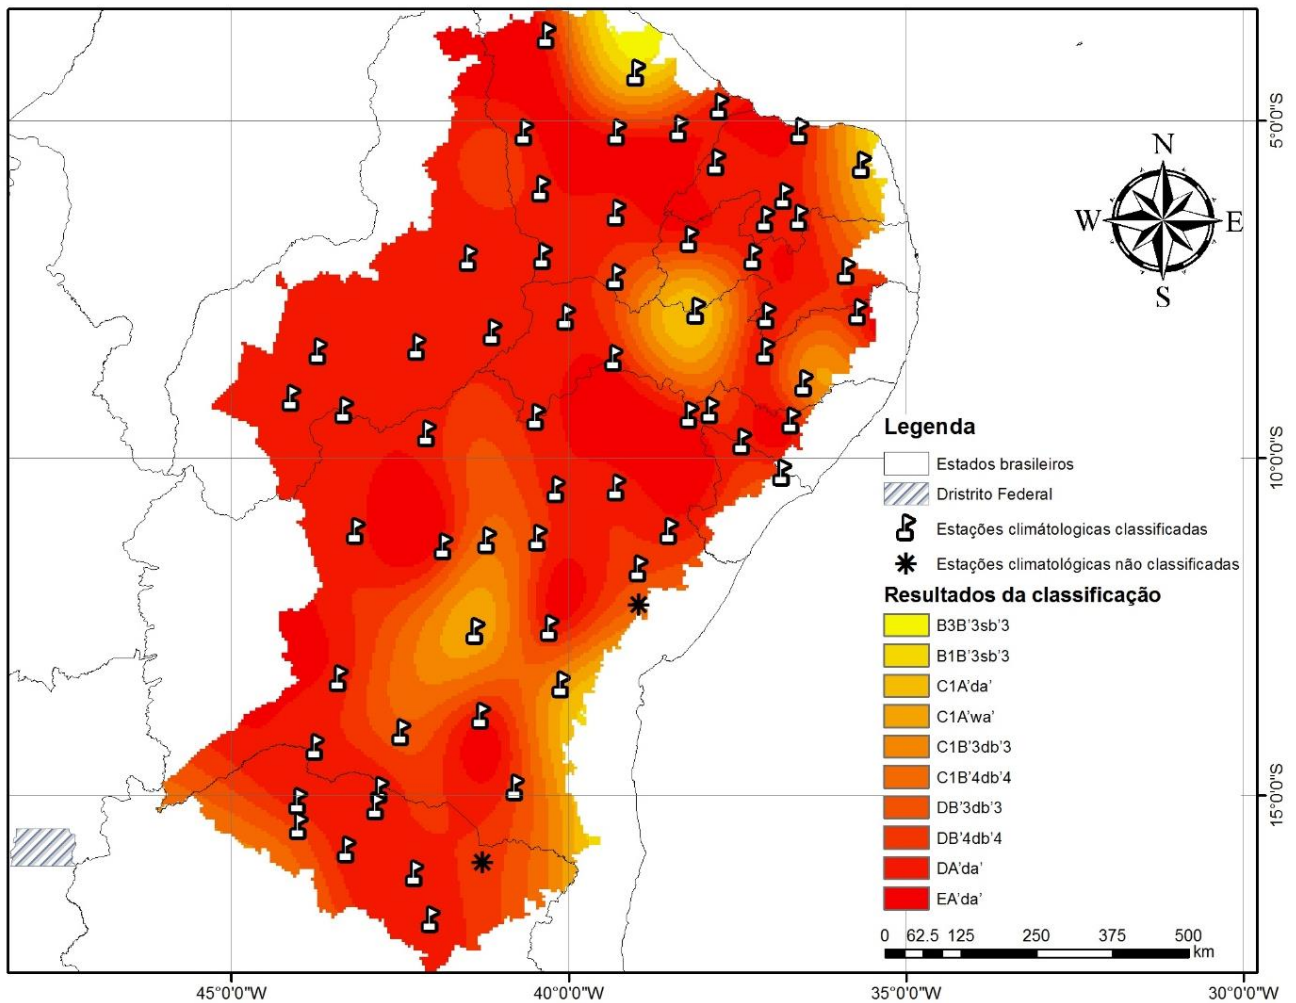 N
W
E
S
5°0'0"S
10°0'0"S
15°0'0"S
Legenda
Estados brasileiros
Dristrito Federal
Estações climátologicas classificadas
Estações climatológicas não classificadas
Resultados da classificação
B3B'3sb'3
B1B'3sb'3
C1A'da'
C1A'wa'
C1B'3db'3
C1B'4db'4
DB'3db'3
DB'4db'4
DA'da'
EA'da'
0 62.5 125 250 375 500
km
45°0'0"W 40°0'0"W 35°0'0"W 30°0'0"W